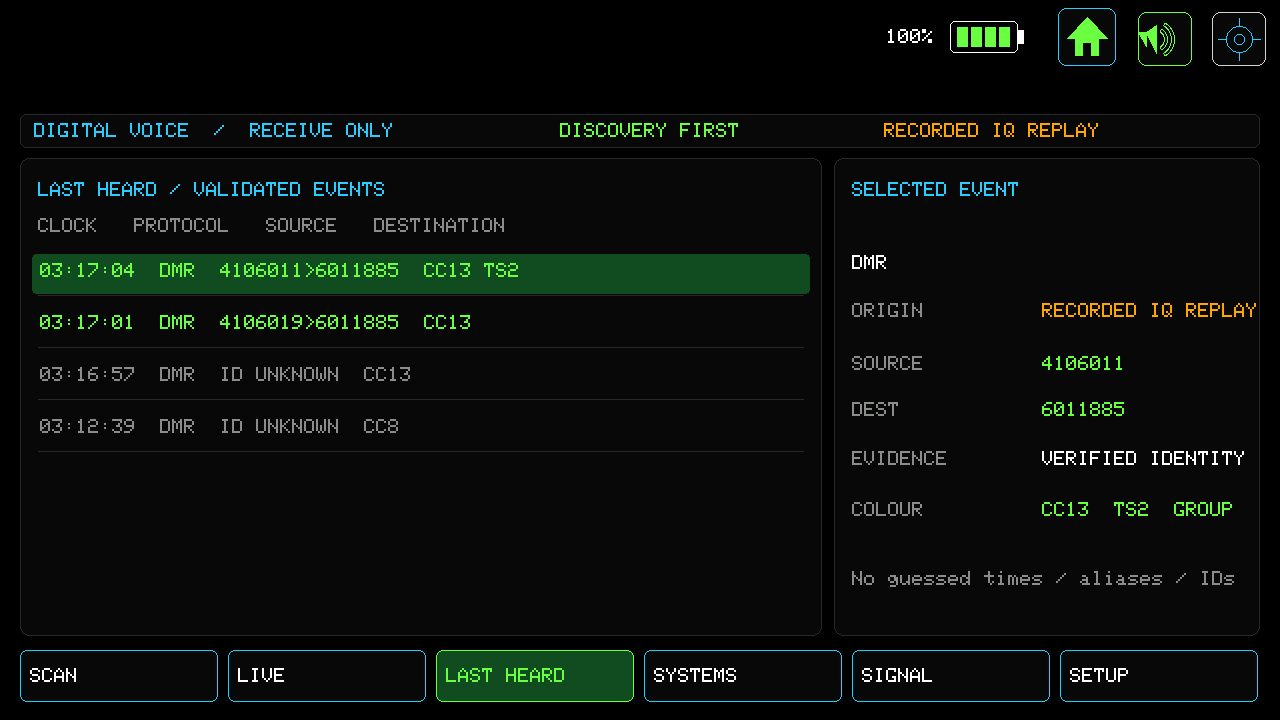 100%
DIGITAL VOICE / RECEIVE ONLY DISCOVERY FIRST RECORDED IQ REPLAY
LAST HEARD / VALIDATED EVENTS
CLOCK PROTOCOL SOURCE DESTINATION
03:17:04 DMR 4106011>6011885 CC13 TS2
03:17:01 DMR 4106019>6011885 CC13
03:16:57 DMR ID UNKNOWN CC13
03:12:39 DMR ID UNKNOWN CC8
SELECTED EVENT
DMR
ORIGIN RECORDED IQ REPLAY
SOURCE 4106011
DEST 6011885
EVIDENCE VERIFIED IDENTITY
COLOUR CC13 TS2 GROUP
No guessed times / aliases / IDs
SCAN LIVE LAST HEARD SYSTEMS SIGNAL SETUP